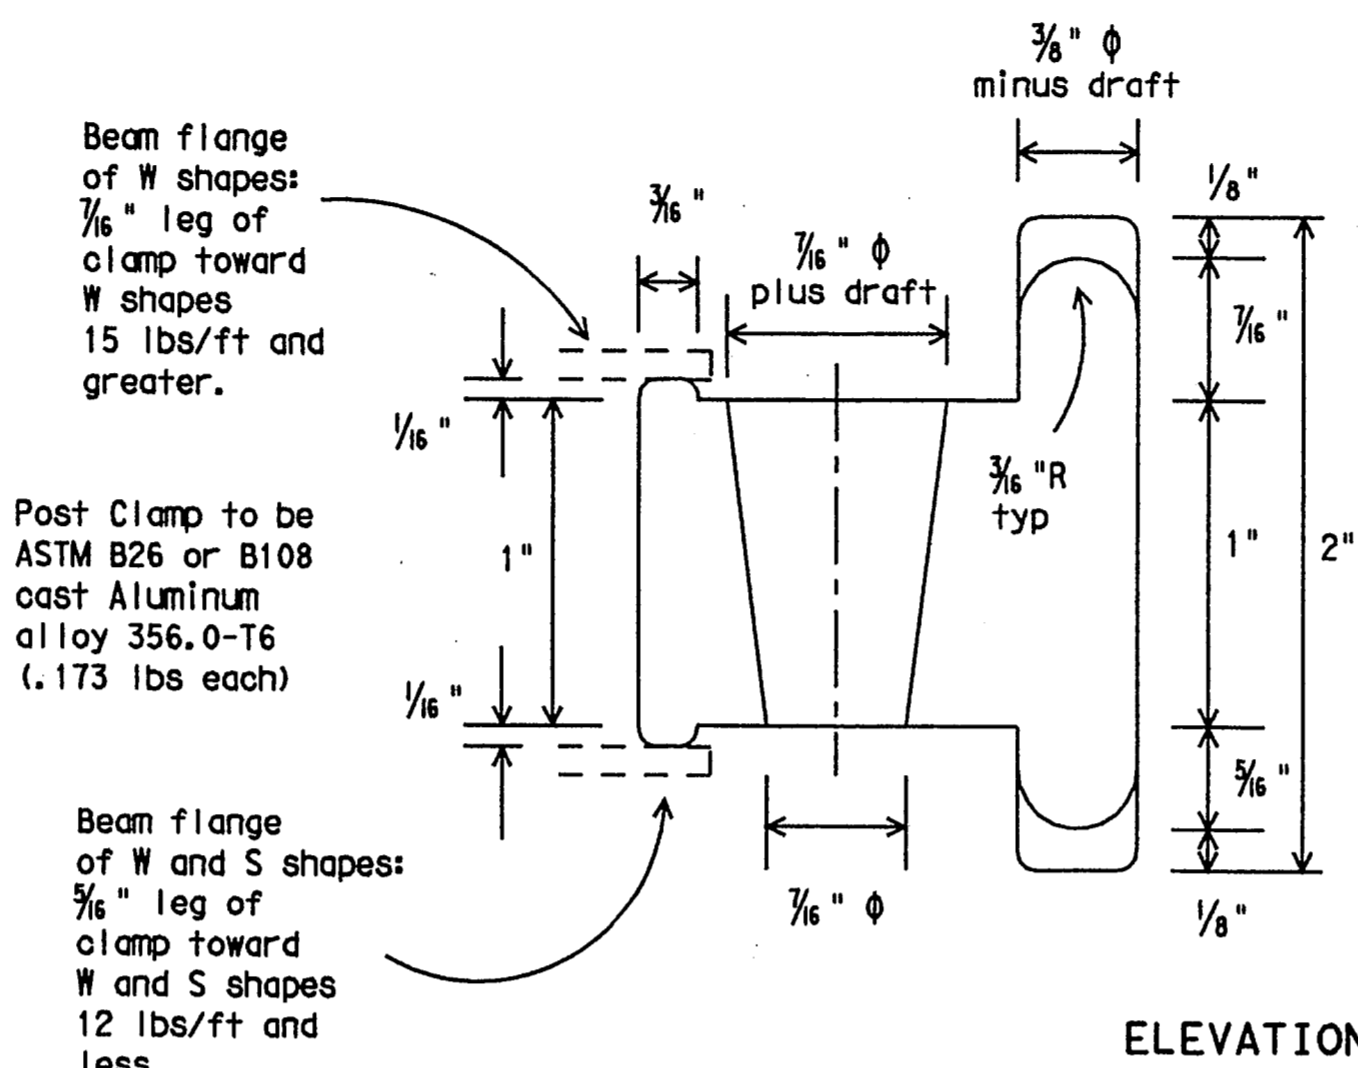 3/8" ϕ
minus draft
Beam flange
of W shapes:
7/16" leg of
clamp toward
W shapes
15 lbs/ft and
greater.
3/16"
7/16" ϕ
plus draft
1/8"
7/16"
1/16"
3/16"R
typ
Post Clamp to be
ASTM B26 or B108
cast Aluminum
alloy 356.0-T6
(.173 lbs each)
1"
1"
2"
1/16"
5/16"
Beam flange
of W and S shapes:
5/16" leg of
clamp toward
W and S shapes
12 lbs/ft and
less
7/16" ϕ
1/8"
ELEVATION